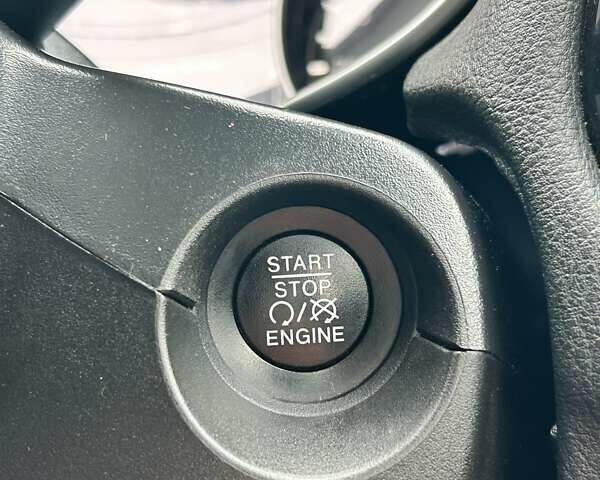 START
STOP
/
ENGINE